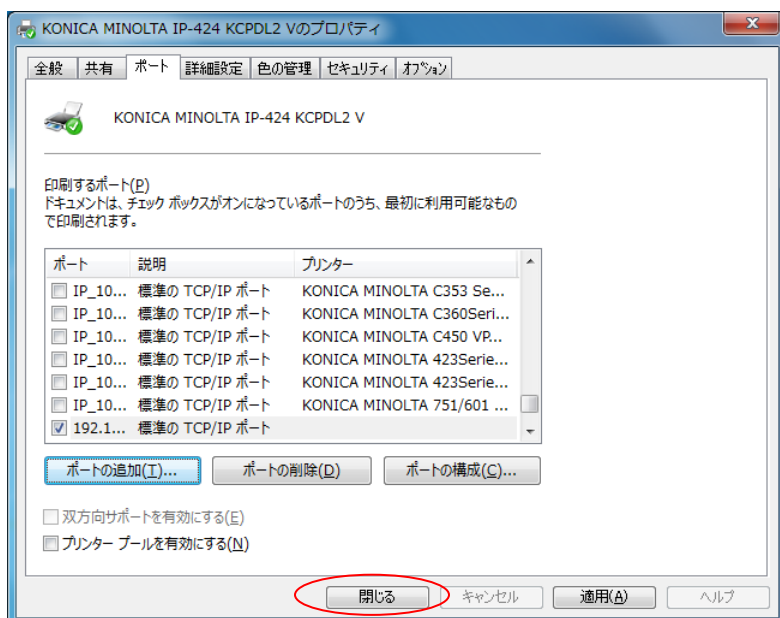 KONICA MINOLTA IP-424 KCPDL2 Vのプロパティ
全般 共有 ポート 詳細設定 色の管理 セキュリティ オプション
KONICA MINOLTA IP-424 KCPDL2 V
印刷するポート(P)
ドキュメントは、チェック ボックスがオンになっているポートのうち、最初に利用可能なもの
で印刷されます。
ポート 説明 プリンター
IP_10... 標準の TCP/IP ポート KONICA MINOLTA C353 Se...
IP_10... 標準の TCP/IP ポート KONICA MINOLTA C360Seri...
IP_10... 標準の TCP/IP ポート KONICA MINOLTA C450 VP...
IP_10... 標準の TCP/IP ポート KONICA MINOLTA 423Serie...
IP_10... 標準の TCP/IP ポート KONICA MINOLTA 423Serie...
IP_10... 標準の TCP/IP ポート KONICA MINOLTA 751/601 ...
192.1... 標準の TCP/IP ポート
ポートの追加(T)... ポートの削除(D) ポートの構成(C)...
双方向サポートを有効にする(E)
プリンター プールを有効にする(N)
閉じる キャンセル 適用(A) ヘルプ